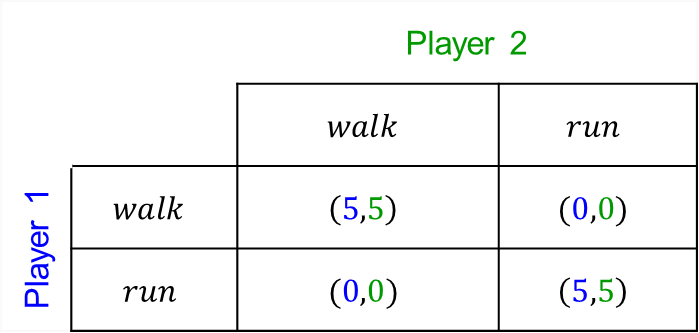 Player 2
walk run
Player 1
walk (5,5) (0,0)
run (0,0) (5,5)